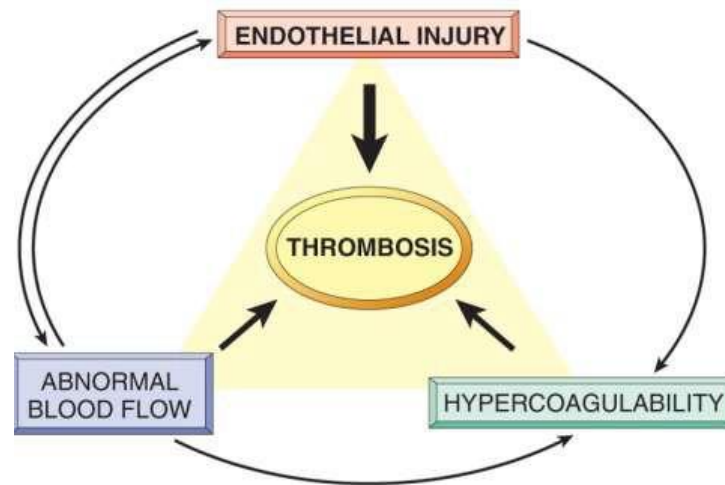 ENDOTHELIAL INJURY
THROMBOSIS
ABNORMAL
BLOOD FLOW
HYPERCOAGULABILITY